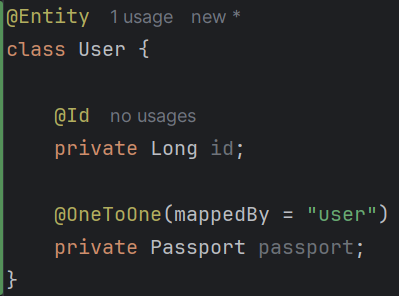 @Entity 1 usage new *
class User {
@Id no usages
private Long id;
@OneToOne(mappedBy = "user")
private Passport passport;
}